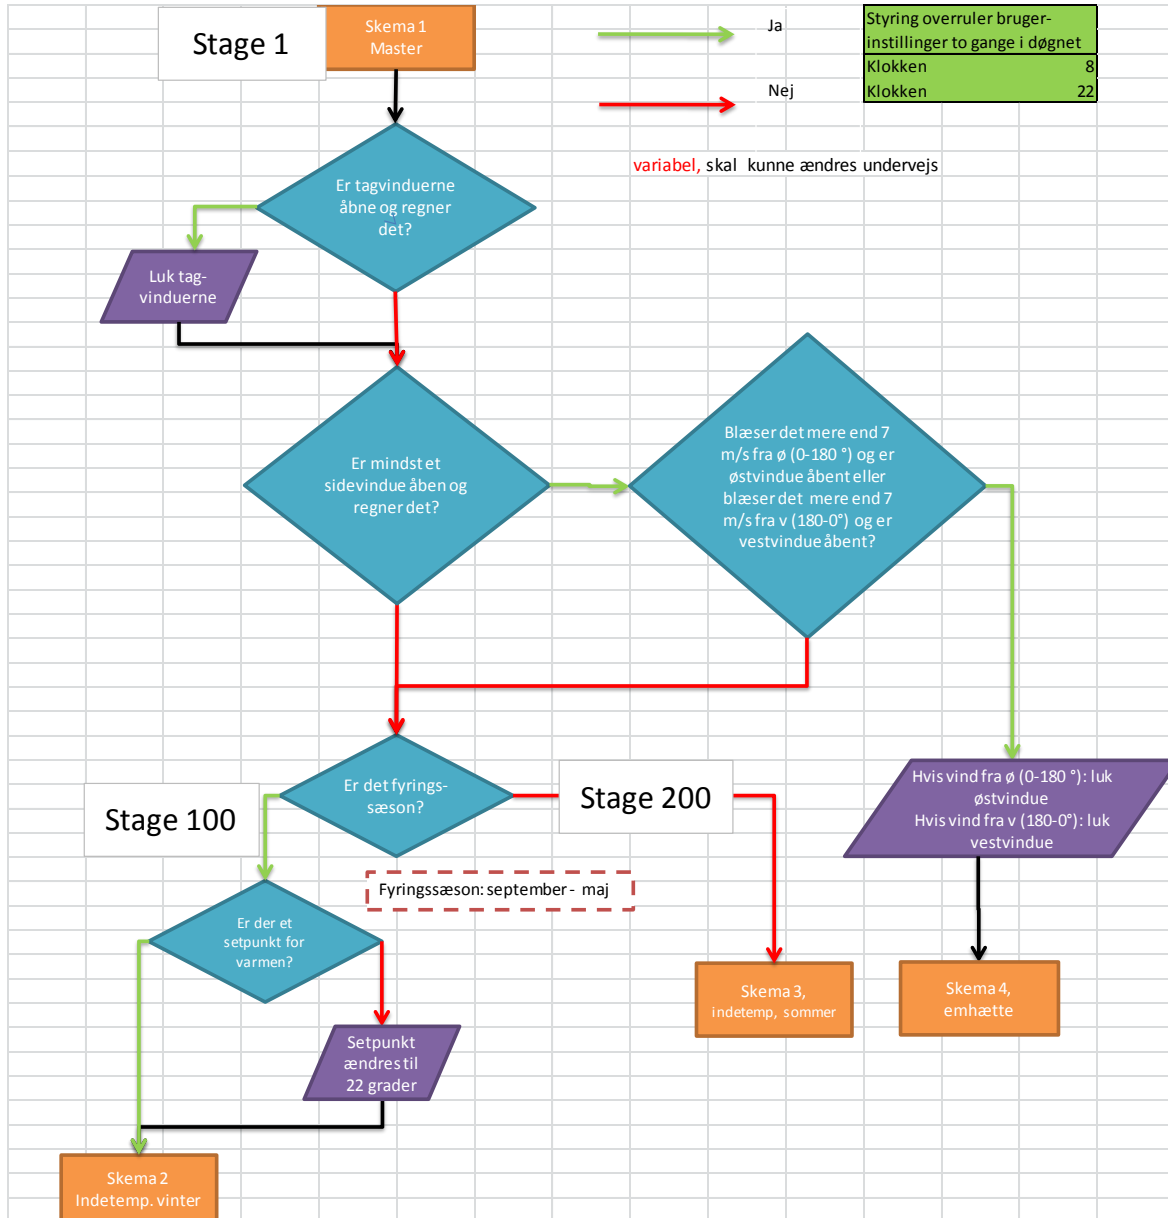 Stage 1
Skema 1
Master
Ja
Nej
Styring overruler bruger-
instillinger to gange i døgnet
Klokken 8
Klokken 22
variabel, skal kunne ændres undervejs
Er tagvinduerne
åbne og regner
det?
Luk tag-
vinduerne
Er mindst et
sidevindue åben og
regner det?
Blæser det mere end 7
m/s fra ø (0-180 °) og er
østvindue åbent eller
blæser det mere end 7
m/s fra v (180-0°) og er
vestvindue åbent?
Er det fyrings-
sæson?
Stage 100
Stage 200
Hvis vind fra ø (0-180 °): luk
østvindue
Hvis vind fra v (180-0°): luk
vestvindue
Fyringssæson: september - maj
Er der et
setpunkt for
varmen?
Skema 3,
indetemp, sommer
Skema 4,
emhætte
Setpunkt
ændres til
22 grader
Skema 2
Indetemp. vinter